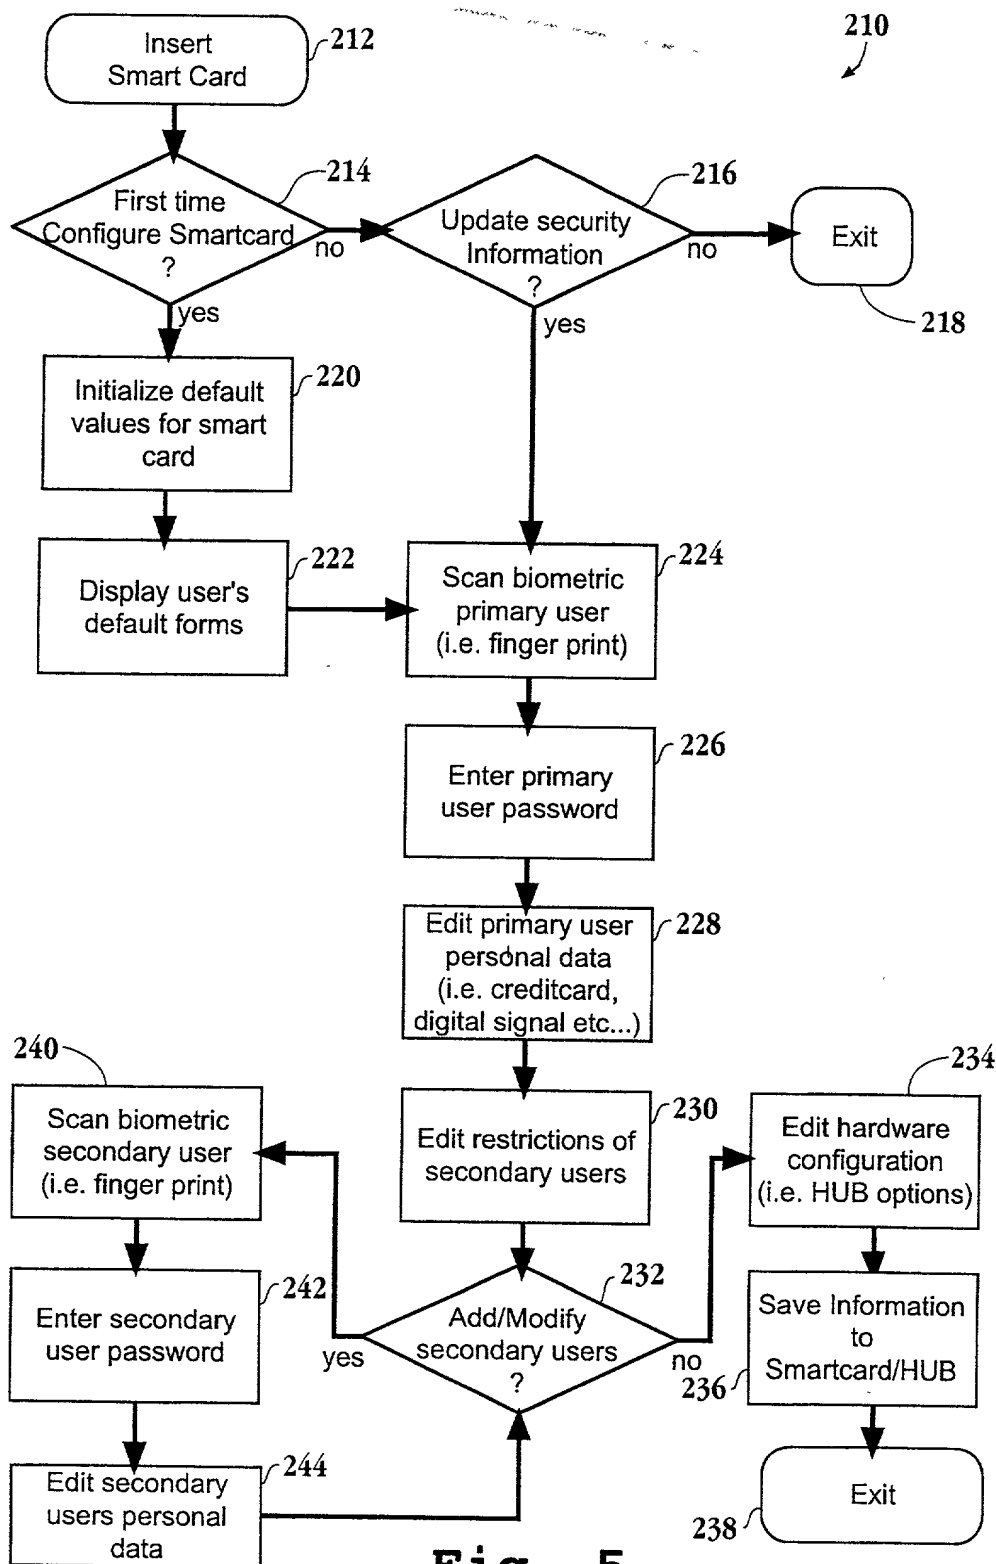 210
Insert
Smart Card
212
First time
Configure Smartcard
?
214
no
yes
Update security
Information
?
216
no
yes
Exit
218
Initialize default
values for smart
card
220
Display user's
default forms
222
Scan biometric
primary user
(i.e. finger print)
224
Enter primary
user password
226
Edit primary user
personal data
(i.e. creditcard,
digital signal etc...)
228
Edit restrictions of
secondary users
230
Add/Modify
secondary users
?
232
yes
no
240
Scan biometric
secondary user
(i.e. finger print)
Enter secondary
user password
242
Edit secondary
users personal
data
244
234
Edit hardware
configuration
(i.e. HUB options)
Save Information
to
Smartcard/HUB
236
Exit
238
Fig. 5